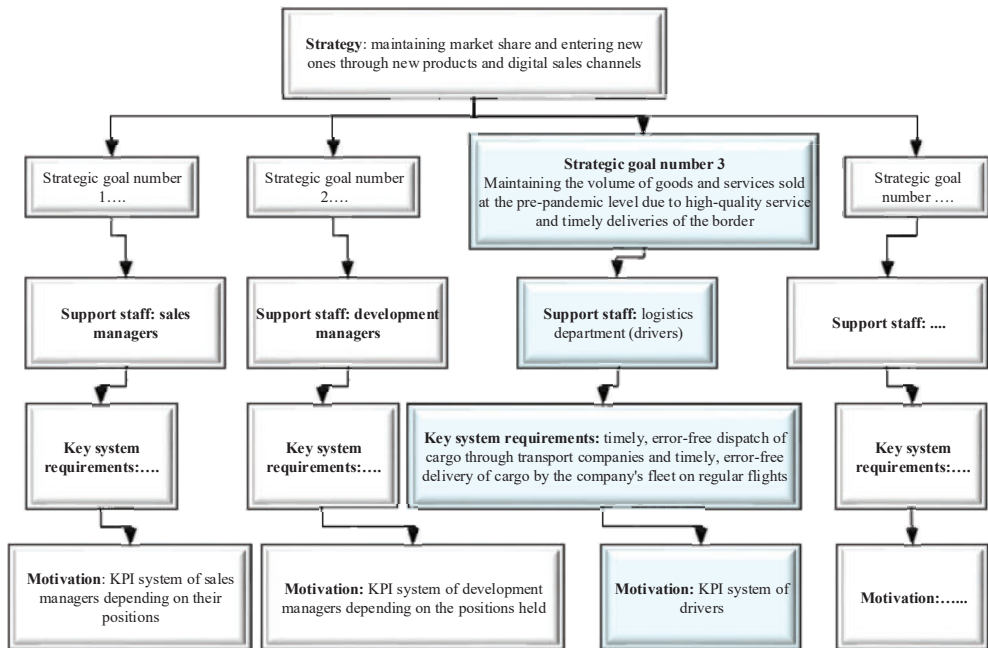 Strategy: maintaining market share and entering new
ones through new products and digital sales channels
Strategic goal number
1….
Strategic goal number
2….
Strategic goal number 3
Maintaining the volume of goods and services sold
at the pre-pandemic level due to high-quality service
and timely deliveries of the border
Strategic goal
number ….
Support staff: sales
managers
Support staff: development
managers
Support staff: logistics
department (drivers)
Support staff: ....
Key system
requirements:….
Key system
requirements:….
Key system requirements: timely, error-free dispatch of
cargo through transport companies and timely, error-free
delivery of cargo by the company's fleet on regular flights
Key system
requirements:….
Motivation: KPI system of sales
managers depending on their
positions
Motivation: KPI system of development
managers depending on the positions held
Motivation: KPI system of
drivers
Motivation:…...